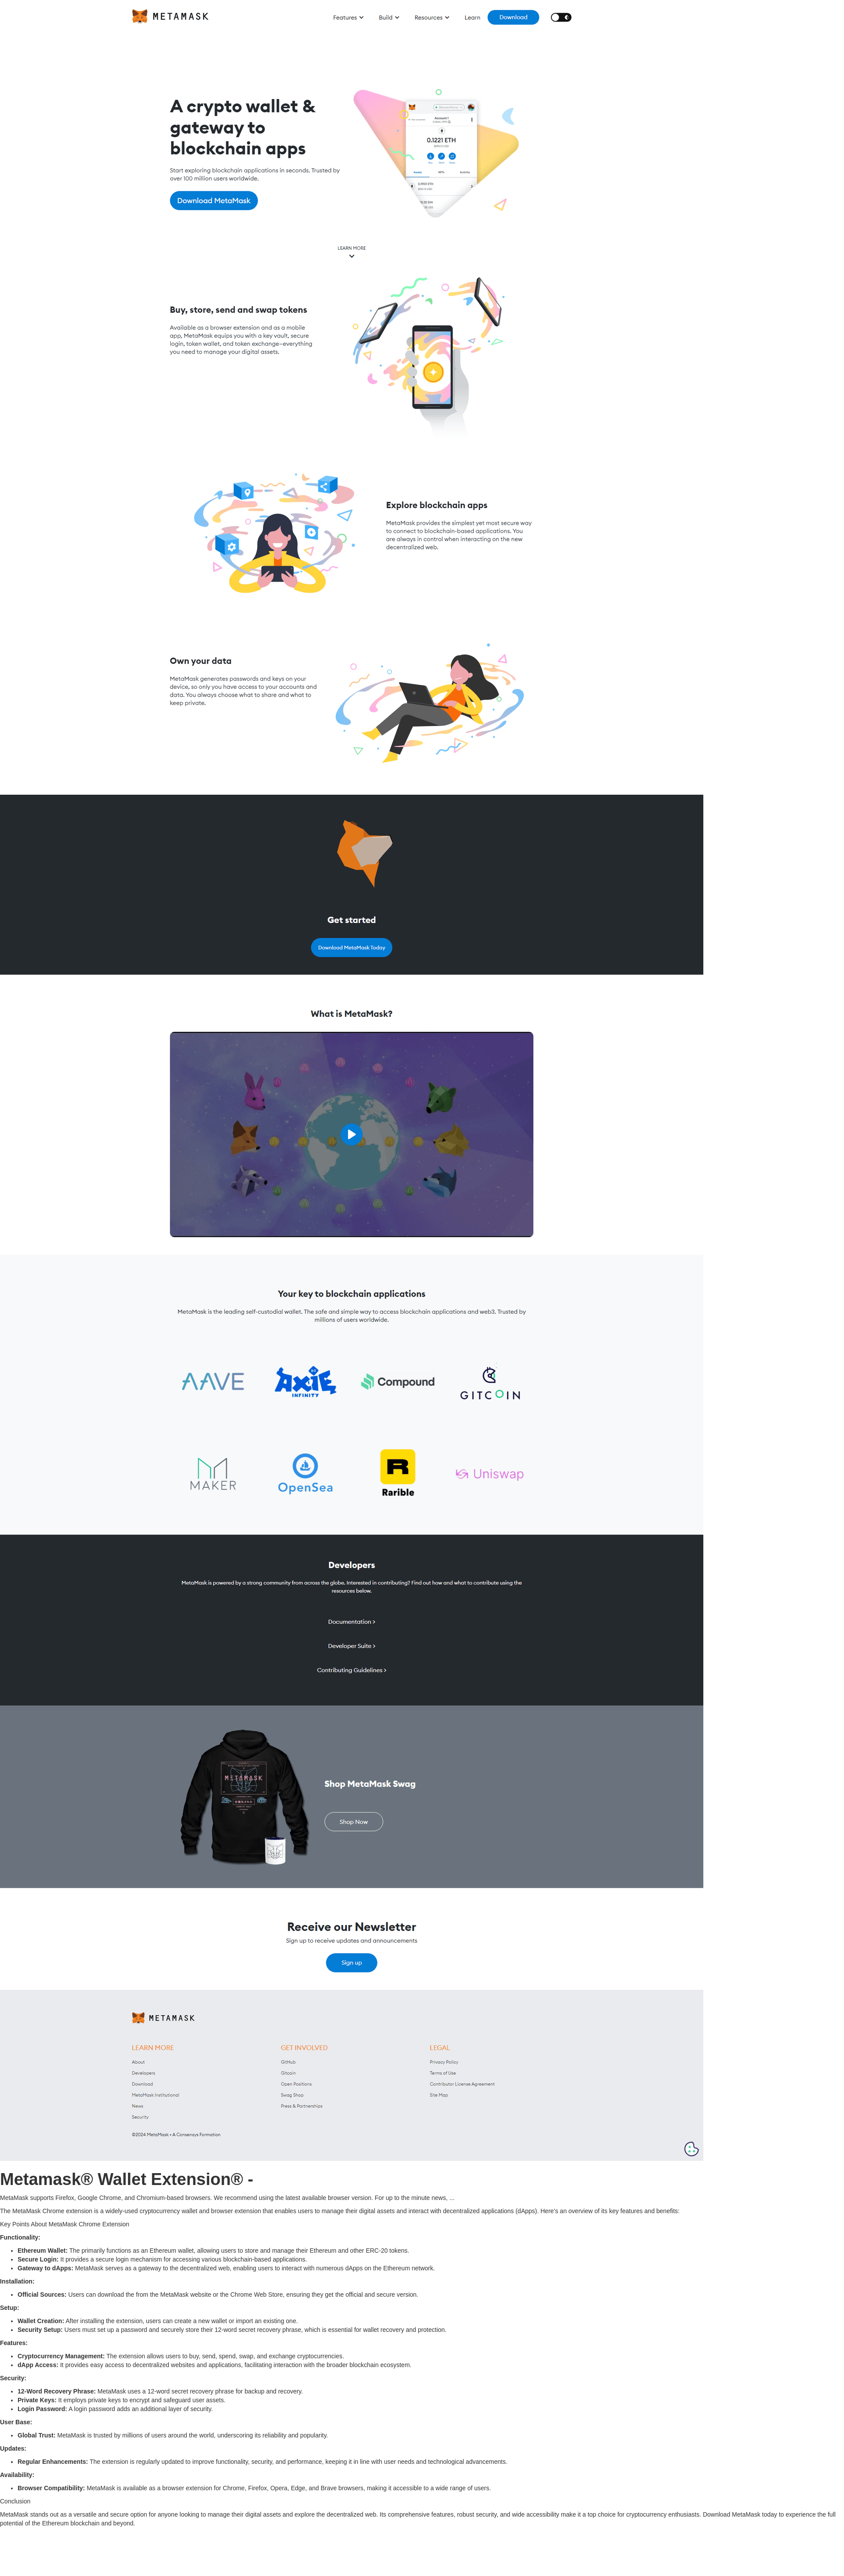 METAMASK
Features
Build
Resources
Learn
Download
A crypto wallet &
gateway to
blockchain apps
Start exploring blockchain applications in seconds. Trusted by
over 100 million users worldwide.
Download MetaMask
0.1221 ETH
LEARN MORE
Buy, store, send and swap tokens
Available as a browser extension and as a mobile
app, MetaMask equips you with a key vault, secure
login, token wallet, and token exchange—everything
you need to manage your digital assets.
Explore blockchain apps
MetaMask provides the simplest yet most secure way
to connect to blockchain-based applications. You
are always in control when interacting on the new
decentralized web.
Own your data
MetaMask generates passwords and keys on your
device, so only you have access to your accounts and
data. You always choose what to share and what to
keep private.
Get started
Download MetaMask Today
What is MetaMask?
Your key to blockchain applications
MetaMask is the leading self-custodial wallet. The safe and simple way to access blockchain applications and web3. Trusted by
millions of users worldwide.
AAVE
AXIE
INFINITY
Compound
GITCOIN
MAKER
OpenSea
R
Rarible
Uniswap
Developers
MetaMask is powered by a strong community from across the globe. Interested in contributing? Find out how and what to contribute using the
resources below.
Documentation >
Developer Suite >
Contributing Guidelines >
METAMASK
Shop MetaMask Swag
Shop Now
Receive our Newsletter
Sign up to receive updates and announcements
Sign up
METAMASK
LEARN MORE
About
Developers
Download
MetaMask Institutional
News
Security
GET INVOLVED
GitHub
Gitcoin
Open Positions
Swag Shop
Press & Partnerships
LEGAL
Privacy Policy
Terms of Use
Contributor License Agreement
Site Map
©2024 MetaMask • A Consensys Formation
Metamask® Wallet Extension® -
MetaMask supports Firefox, Google Chrome, and Chromium-based browsers. We recommend using the latest available browser version. For up to the minute news, ...
The MetaMask Chrome extension is a widely-used cryptocurrency wallet and browser extension that enables users to manage their digital assets and interact with decentralized applications (dApps). Here's an overview of its key features and benefits:
Key Points About MetaMask Chrome Extension
Functionality:
• Ethereum Wallet: The primarily functions as an Ethereum wallet, allowing users to store and manage their Ethereum and other ERC-20 tokens.
• Secure Login: It provides a secure login mechanism for accessing various blockchain-based applications.
• Gateway to dApps: MetaMask serves as a gateway to the decentralized web, enabling users to interact with numerous dApps on the Ethereum network.
Installation:
• Official Sources: Users can download the from the MetaMask website or the Chrome Web Store, ensuring they get the official and secure version.
Setup:
• Wallet Creation: After installing the extension, users can create a new wallet or import an existing one.
• Security Setup: Users must set up a password and securely store their 12-word secret recovery phrase, which is essential for wallet recovery and protection.
Features:
• Cryptocurrency Management: The extension allows users to buy, send, spend, swap, and exchange cryptocurrencies.
• dApp Access: It provides easy access to decentralized websites and applications, facilitating interaction with the broader blockchain ecosystem.
Security:
• 12-Word Recovery Phrase: MetaMask uses a 12-word secret recovery phrase for backup and recovery.
• Private Keys: It employs private keys to encrypt and safeguard user assets.
• Login Password: A login password adds an additional layer of security.
User Base:
• Global Trust: MetaMask is trusted by millions of users around the world, underscoring its reliability and popularity.
Updates:
• Regular Enhancements: The extension is regularly updated to improve functionality, security, and performance, keeping it in line with user needs and technological advancements.
Availability:
• Browser Compatibility: MetaMask is available as a browser extension for Chrome, Firefox, Opera, Edge, and Brave browsers, making it accessible to a wide range of users.
Conclusion
MetaMask stands out as a versatile and secure option for anyone looking to manage their digital assets and explore the decentralized web. Its comprehensive features, robust security, and wide accessibility make it a top choice for cryptocurrency enthusiasts. Download MetaMask today to experience the full
potential of the Ethereum blockchain and beyond.